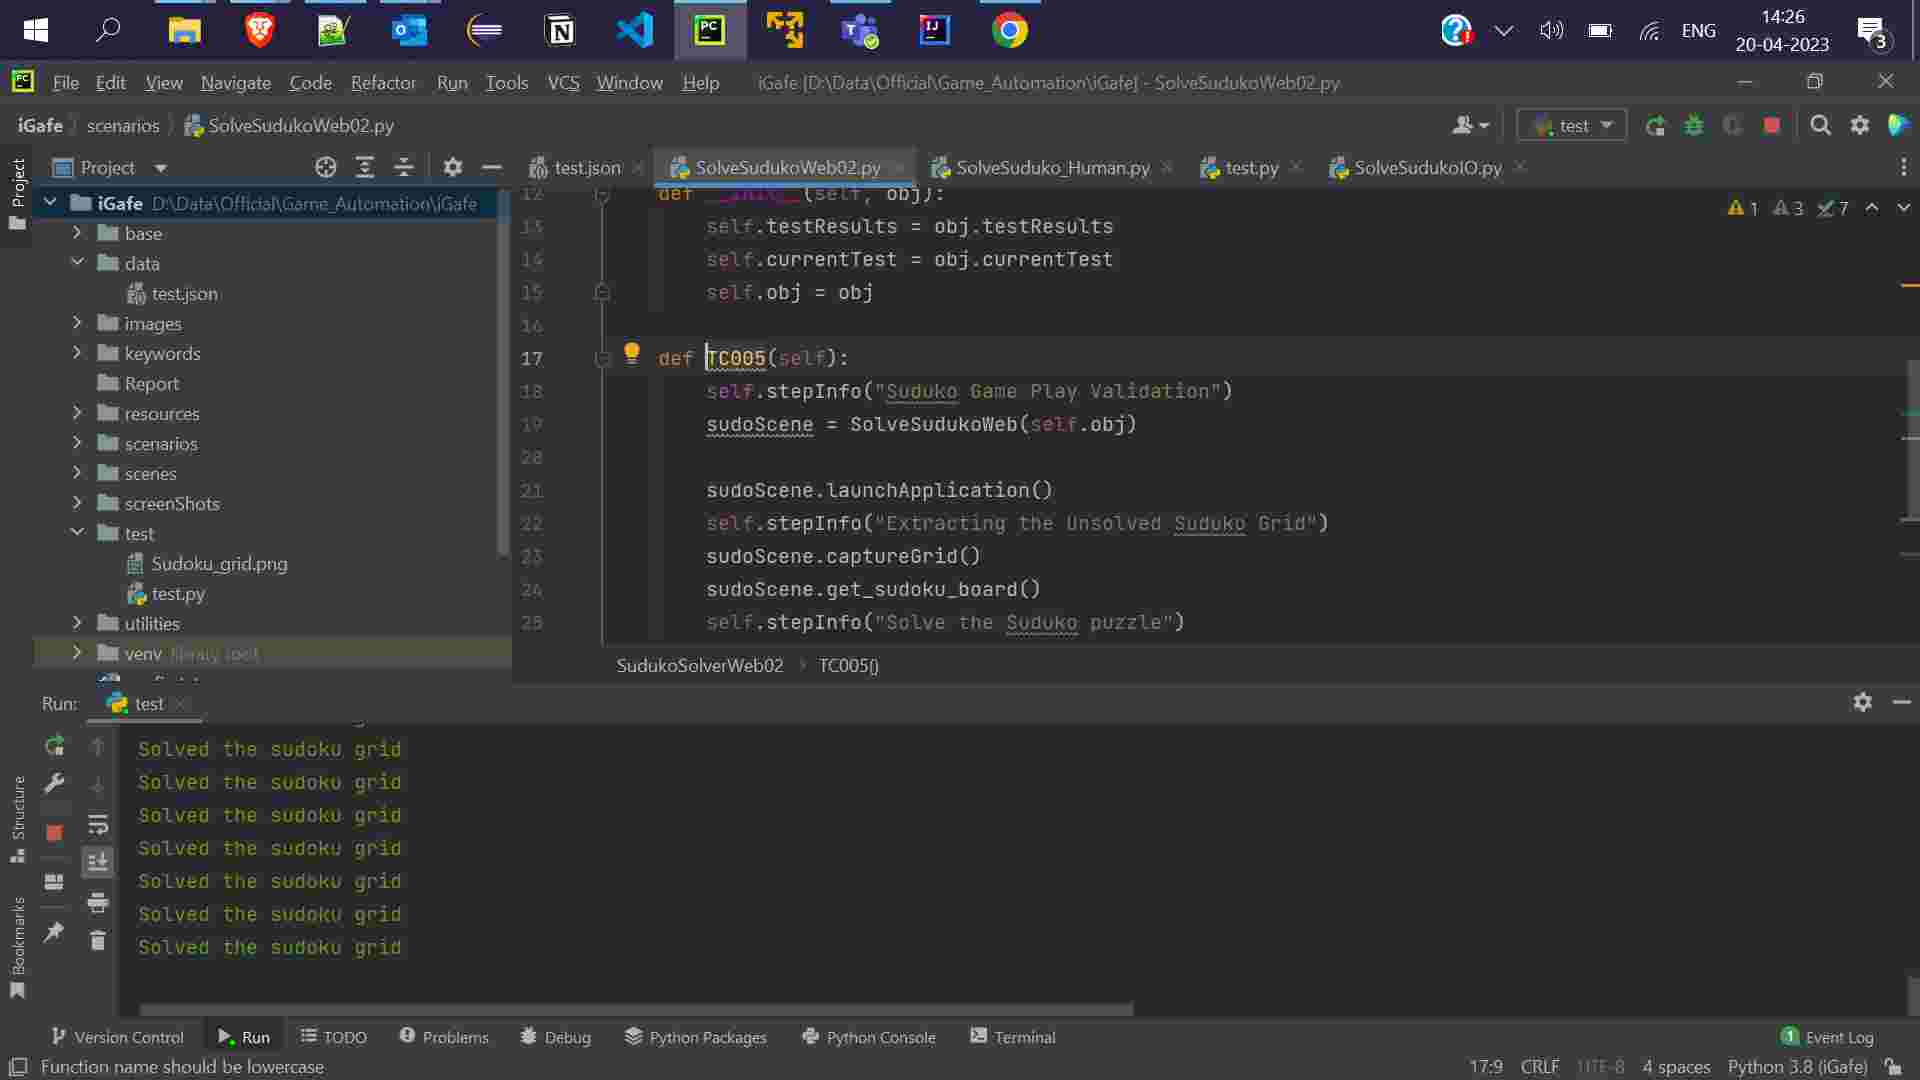 14:26
ENG
20-04-2023
3
File Edit View Navigate Code Refactor Run Tools VCS Window Help iGafe [D:\Data\Official\Game_Automation\iGafe] - SolveSudukoWeb02.py
iGafe scenarios SolveSudukoWeb02.py test
Project
test.json SolveSudukoWeb02.py SolveSuduko_Human.py test.py SolveSudukoIO.py
Project
iGafe D:\Data\Official\Game_Automation\iGafe
base
data
test.json
images
keywords
Report
resources
scenarios
scenes
screenShots
test
Sudoku_grid.png
test.py
utilities
venv library root
1 3 7
12 def __init__(self, obj):
13 self.testResults = obj.testResults
14 self.currentTest = obj.currentTest
15 self.obj = obj
16
17 def TC005(self):
18 self.stepInfo("Suduko Game Play Validation")
19 sudoScene = SolveSudukoWeb(self.obj)
20
21 sudoScene.launchApplication()
22 self.stepInfo("Extracting the Unsolved Suduko Grid")
23 sudoScene.captureGrid()
24 sudoScene.get_sudoku_board()
25 self.stepInfo("Solve the Suduko puzzle")
SudukoSolverWeb02 TC005()
Run: test
Solved the sudoku grid
Solved the sudoku grid
Solved the sudoku grid
Solved the sudoku grid
Solved the sudoku grid
Solved the sudoku grid
Solved the sudoku grid
Structure
Bookmarks
Version Control Run TODO Problems Debug Python Packages Python Console Terminal 1 Event Log
Function name should be lowercase 17:9 CRLF UTF-8 4 spaces Python 3.8 (iGafe)